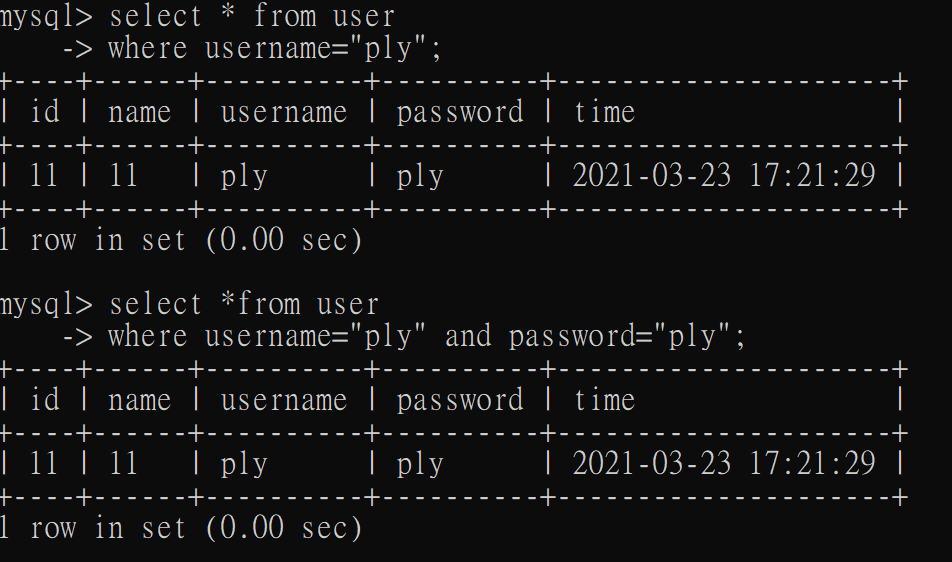 mysql> select * from user
    -> where username="ply";
+----+------+----------+----------+---------------------+
| id | name | username | password | time                |
+----+------+----------+----------+---------------------+
| 11 | 11   | ply      | ply      | 2021-03-23 17:21:29 |
+----+------+----------+----------+---------------------+
1 row in set (0.00 sec)

mysql> select *from user
    -> where username="ply" and password="ply";
+----+------+----------+----------+---------------------+
| id | name | username | password | time                |
+----+------+----------+----------+---------------------+
| 11 | 11   | ply      | ply      | 2021-03-23 17:21:29 |
+----+------+----------+----------+---------------------+
1 row in set (0.00 sec)